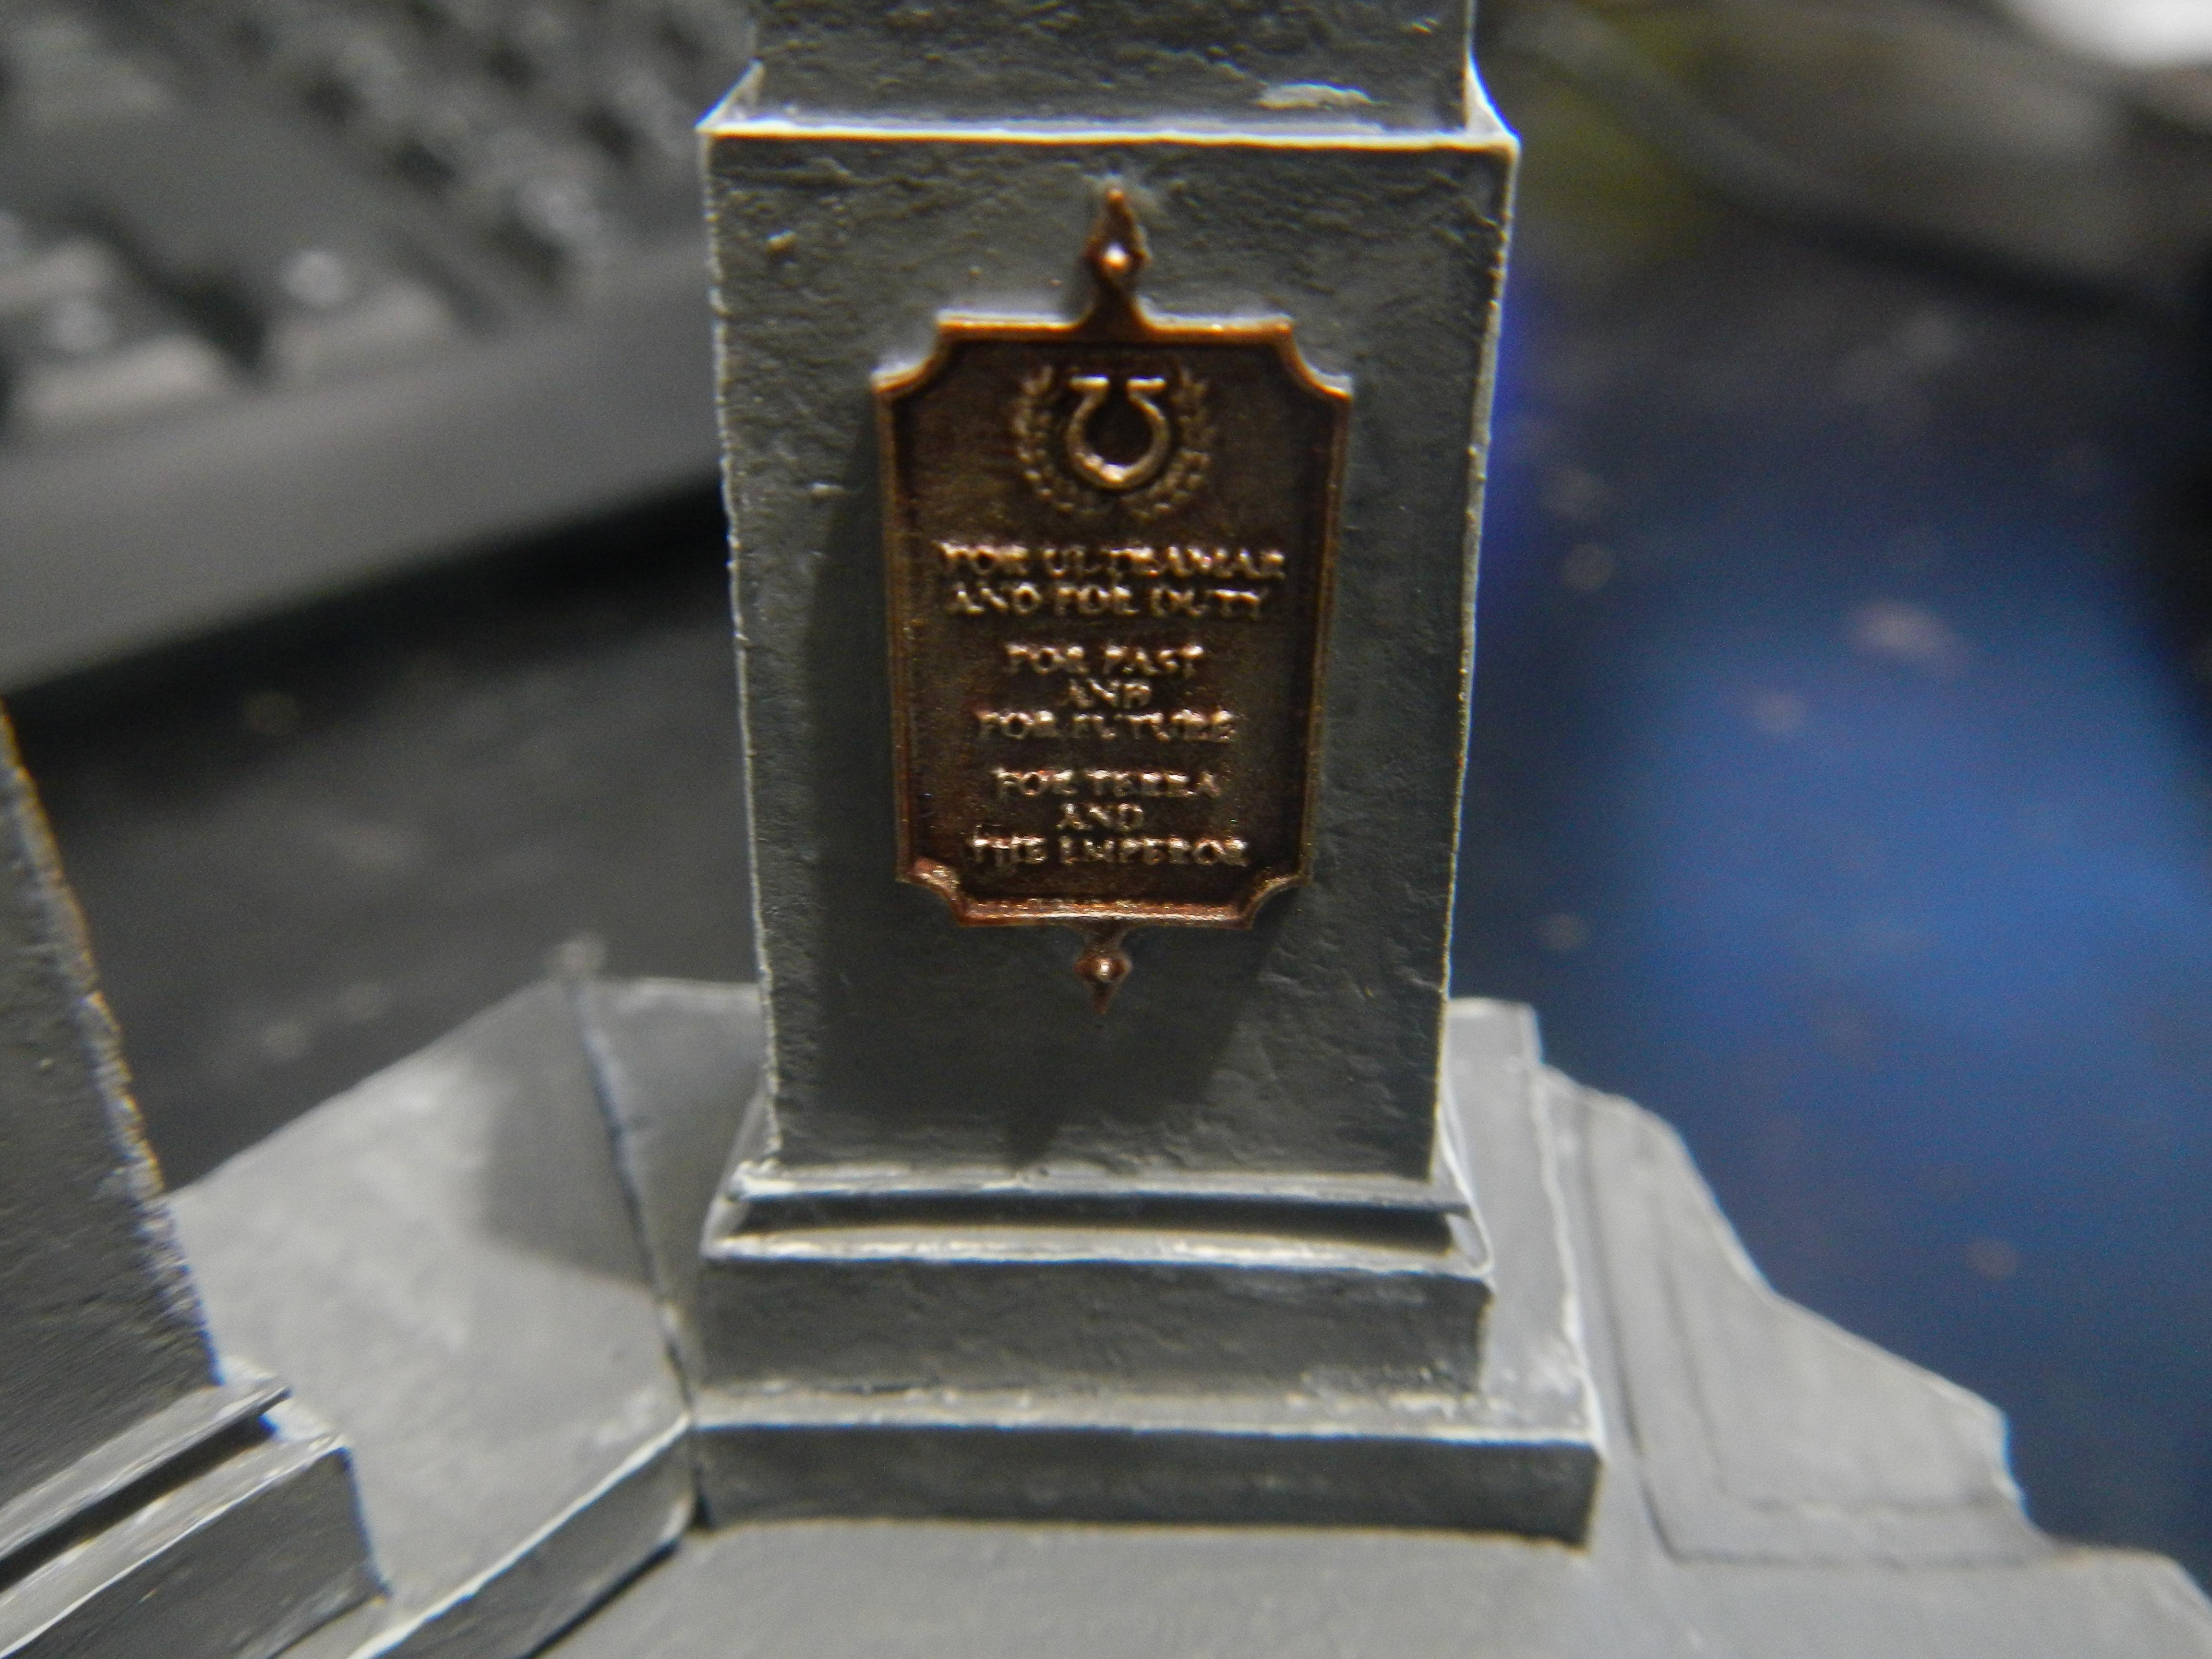 FOR ULTRAMAR
AND FOR DUTY
FOR PAST
AND
FOR FUTURE
FOR TERRA
AND
THE EMPEROR